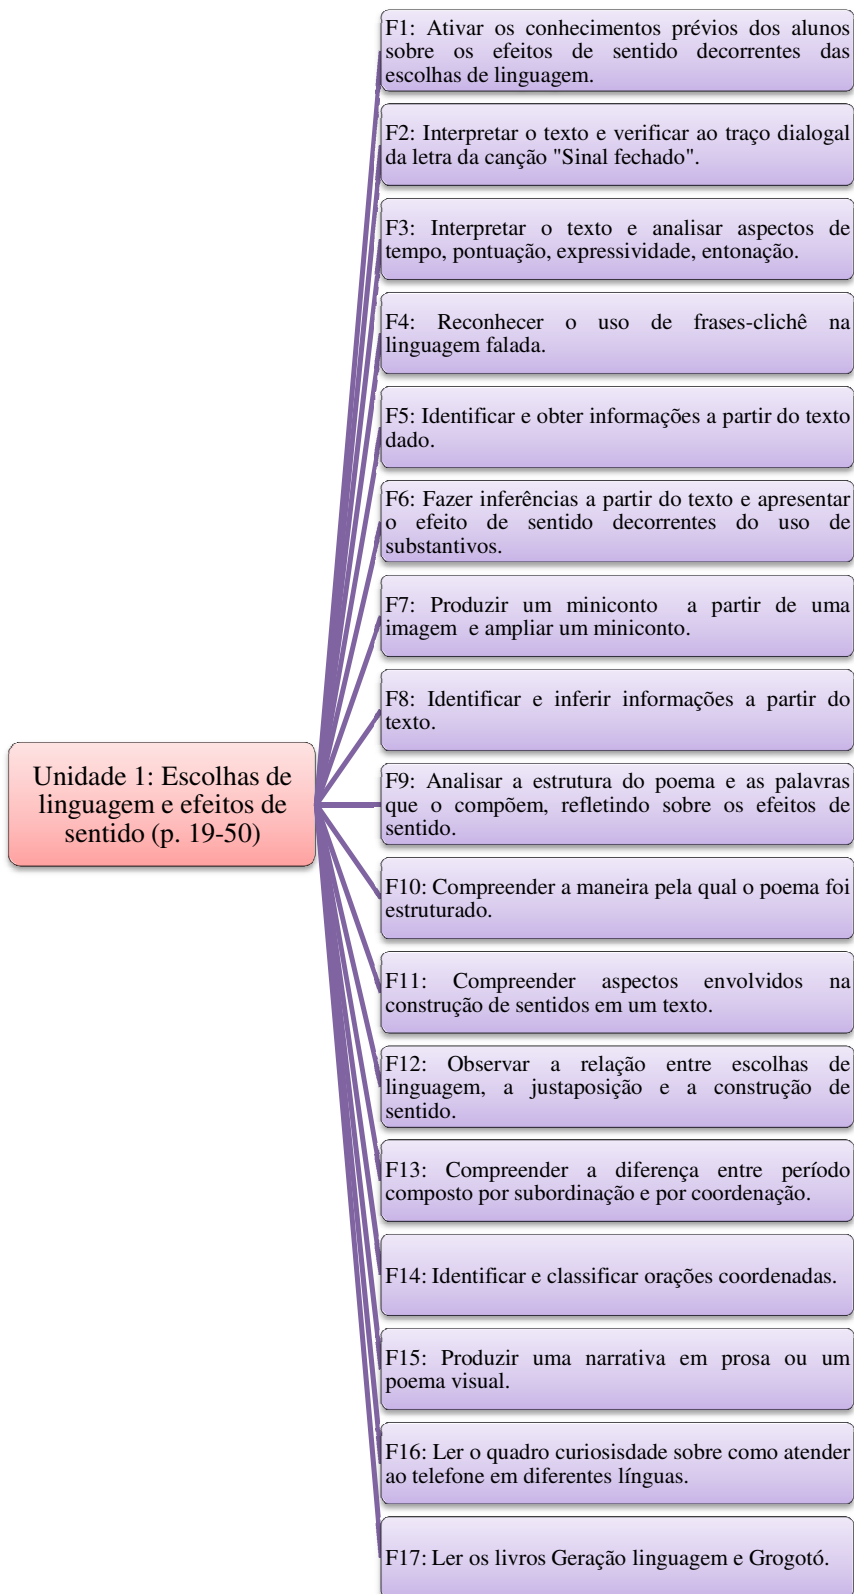 F1: Ativar os conhecimentos prévios dos alunos
sobre os efeitos de sentido decorrentes das
escolhas de linguagem.
F2: Interpretar o texto e verificar ao traço dialogal
da letra da canção "Sinal fechado".
F3: Interpretar o texto e analisar aspectos de
tempo, pontuação, expressividade, entonação.
F4: Reconhecer o uso de frases-clichê na
linguagem falada.
F5: Identificar e obter informações a partir do texto
dado.
F6: Fazer inferências a partir do texto e apresentar
o efeito de sentido decorrentes do uso de
substantivos.
F7: Produzir um miniconto a partir de uma
imagem e ampliar um miniconto.
F8: Identificar e inferir informações a partir do
texto.
Unidade 1: Escolhas de
linguagem e efeitos de
sentido (p. 19-50)
F9: Analisar a estrutura do poema e as palavras
que o compõem, refletindo sobre os efeitos de
sentido.
F10: Compreender a maneira pela qual o poema foi
estruturado.
F11: Compreender aspectos envolvidos na
construção de sentidos em um texto.
F12: Observar a relação entre escolhas de
linguagem, a justaposição e a construção de
sentido.
F13: Compreender a diferença entre período
composto por subordinação e por coordenação.
F14: Identificar e classificar orações coordenadas.
F15: Produzir uma narrativa em prosa ou um
poema visual.
F16: Ler o quadro curiosisdade sobre como atender
ao telefone em diferentes línguas.
F17: Ler os livros Geração linguagem e Grogotó.